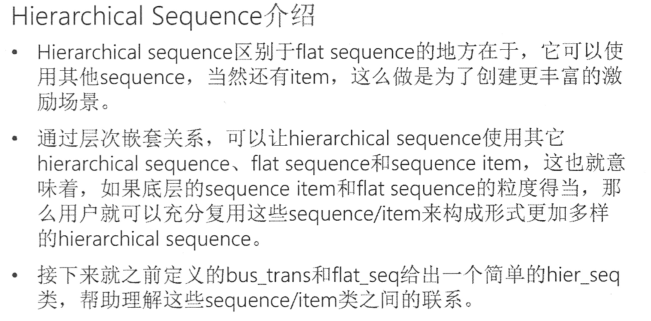 Hierarchical Sequence介绍
• Hierarchical sequence区别于flat sequence的地方在于，它可以使
用其他sequence，当然还有item，这么做是为了创建更丰富的激
励场景。
• 通过层次嵌套关系，可以让hierarchical sequence使用其它
hierarchical sequence、flat sequence和sequence item，这也就意
味着，如果底层的sequence item和flat sequence的粒度得当，那
么用户就可以充分复用这些sequence/item来构成形式更加多样
的hierarchical sequence。
• 接下来就之前定义的bus_trans和flat_seq给出一个简单的hier_seq
类，帮助理解这些sequence/item类之间的联系。